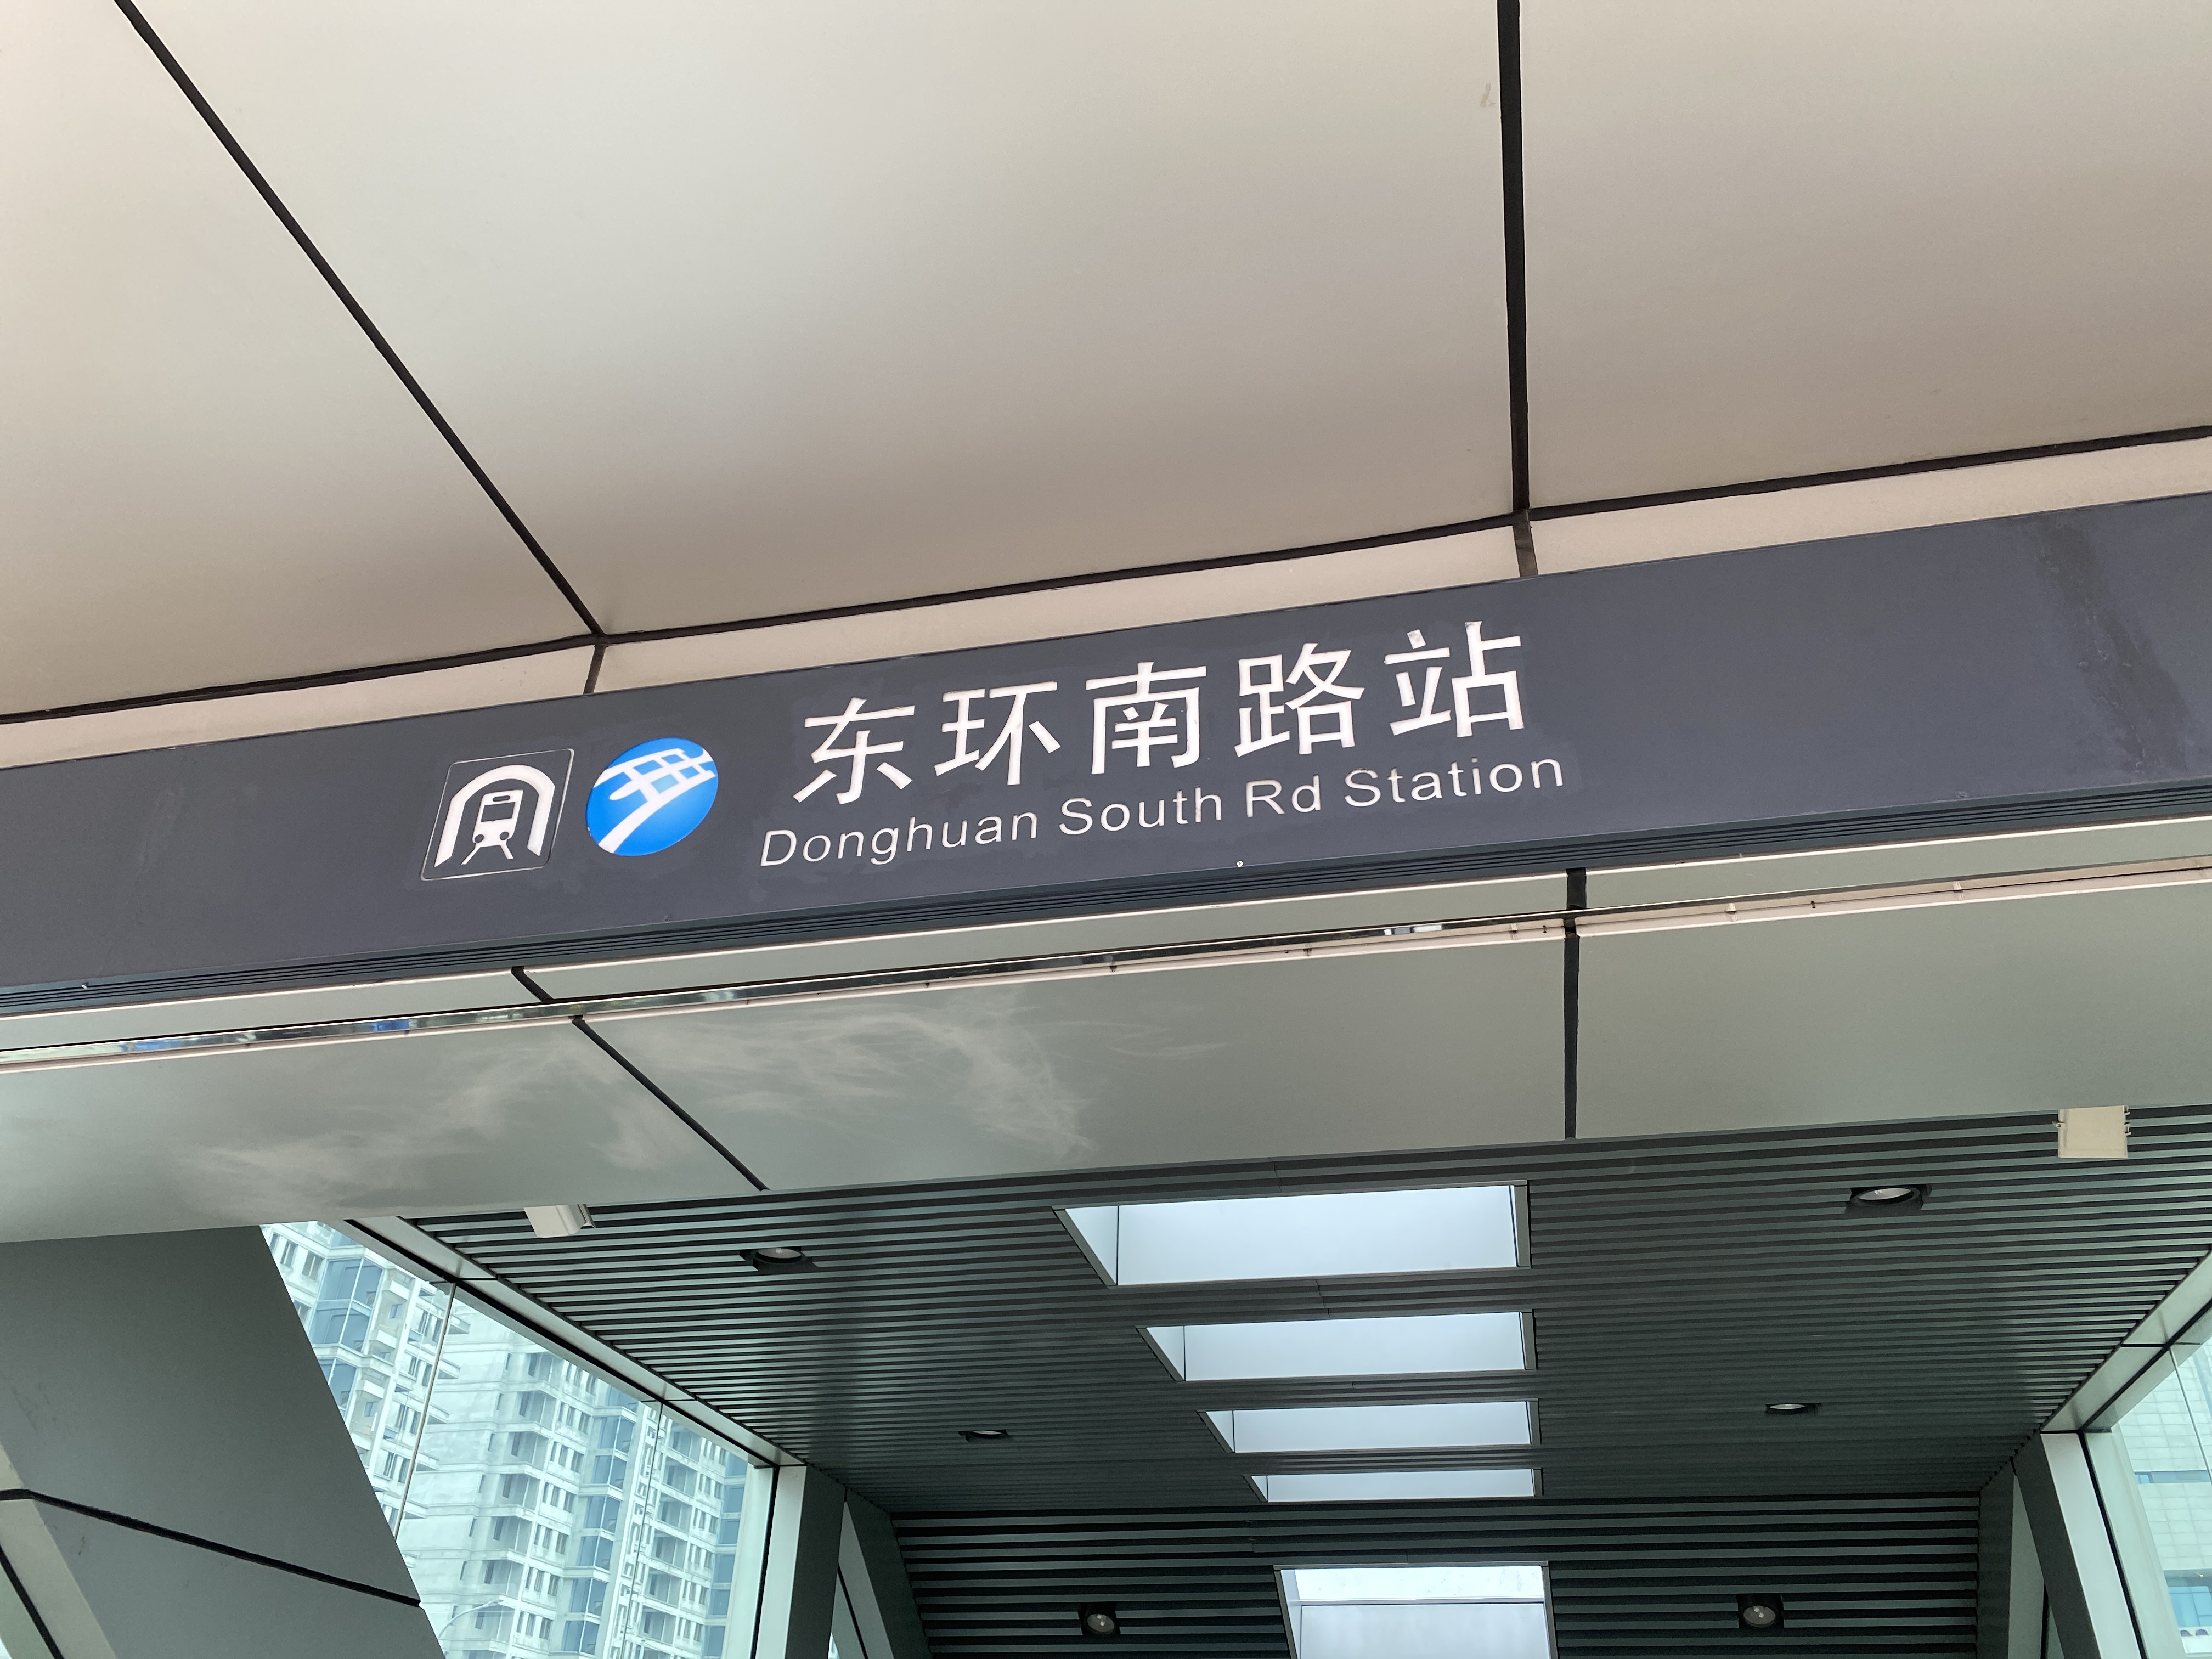 东环南路站
Donghuan South Rd Station